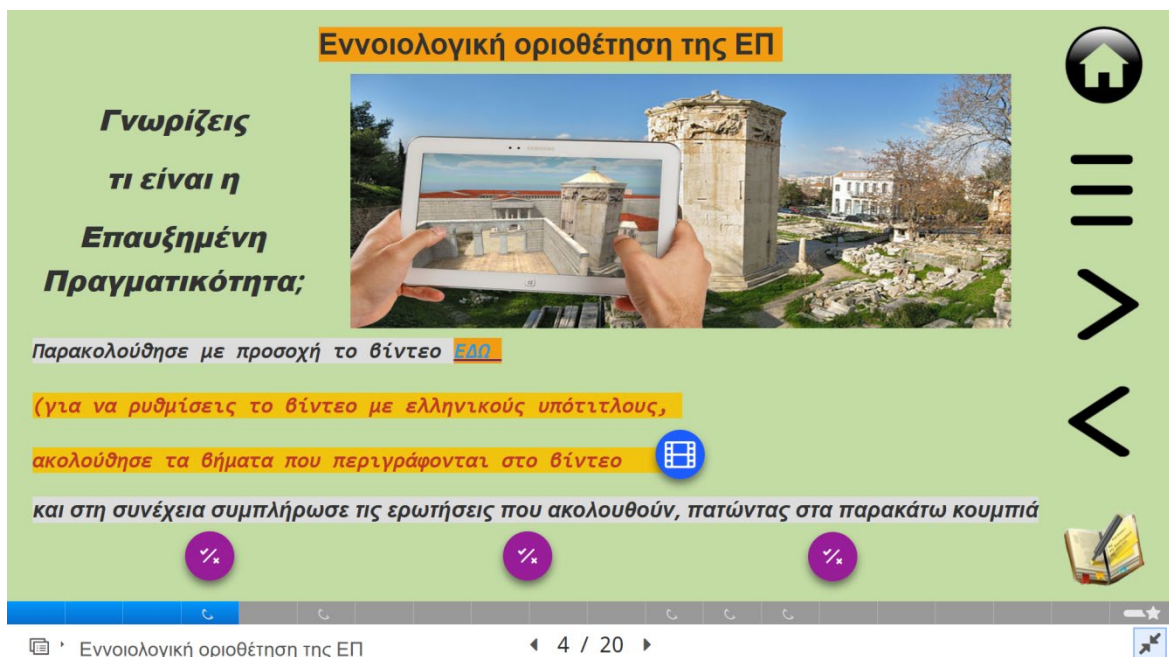 Εννοιολογική οριοθέτηση της ΕΠ
Γνωρίζεις
τι είναι η
Επαυξημένη
Πραγματικότητα;
SAMSUNG
Παρακολούθησε με προσοχή το βίντεο ΕΔΩ
(για να ρυθμίσεις το βίντεο με ελληνικούς υπότιτλους,
ακολούθησε τα βήματα που περιγράφονται στο βίντεο
και στη συνέχεια συμπλήρωσε τις ερωτήσεις που ακολουθούν, πατώντας στα παρακάτω κουμπιά
Εννοιολογική οριοθέτηση της ΕΠ
4 / 20